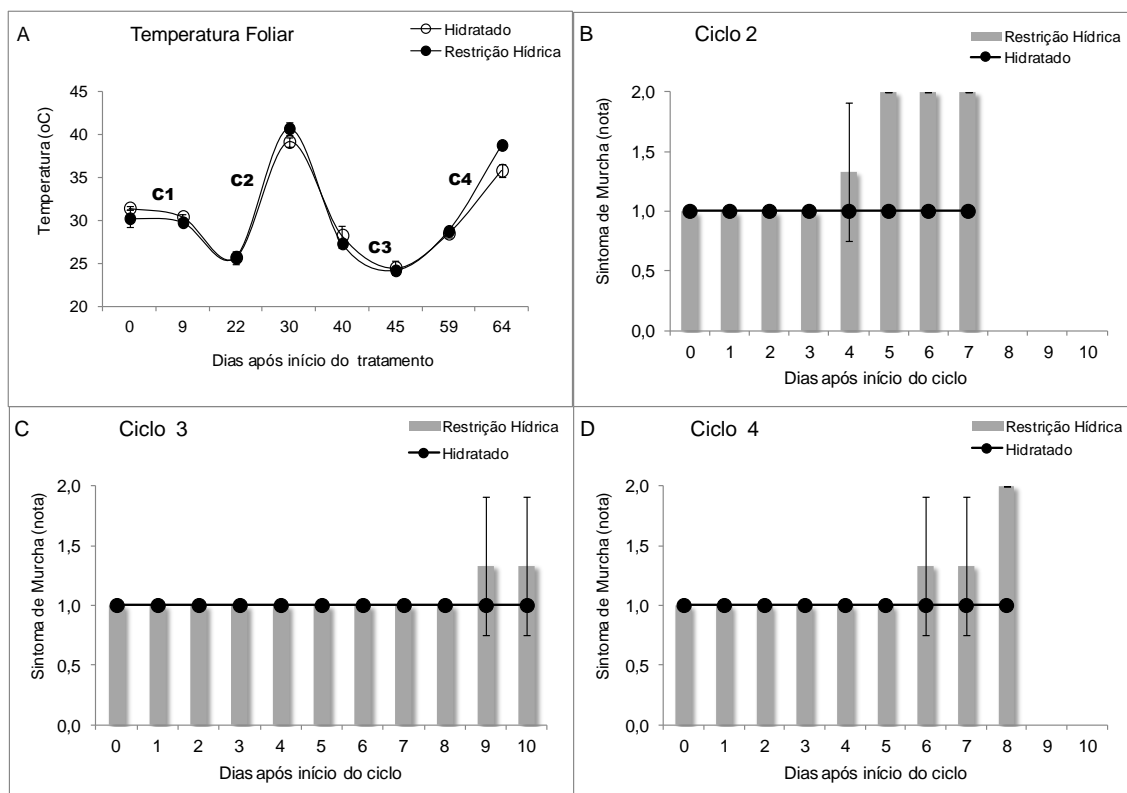 A
Temperatura Foliar
Hidratado
Restrição Hídrica
Temperatura (oC)
45
40
35
30
25
20
C1
C2
C3
C4
0 9 22 30 40 45 59 64
Dias após início do tratamento
B
Ciclo 2
Restrição Hídrica
Hidratado
Sintoma de Murcha (nota)
2,0
1,5
1,0
0,5
0,0
0 1 2 3 4 5 6 7 8 9 10
Dias após início do ciclo
C
Ciclo 3
Restrição Hídrica
Hidratado
Sintoma de Murcha (nota)
2,0
1,5
1,0
0,5
0,0
0 1 2 3 4 5 6 7 8 9 10
Dias após início do ciclo
D
Ciclo 4
Restrição Hídrica
Hidratado
Sintoma de Murcha (nota)
2,0
1,5
1,0
0,5
0,0
0 1 2 3 4 5 6 7 8 9 10
Dias após início do ciclo